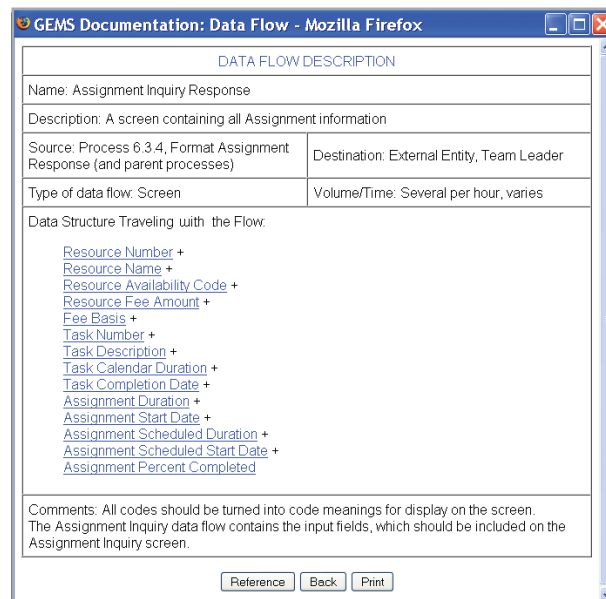 GEMS Documentation: Data Flow - Mozilla Firefox
DATA FLOW DESCRIPTION
Name: Assignment Inquiry Response
Description: A screen containing all Assignment information
Source: Process 6.3.4, Format Assignment
Response (and parent processes)
Destination: External Entity, Team Leader
Type of data flow: Screen
Volume/Time: Several per hour, varies
Data Structure Traveling with the Flow:
Resource Number +
Resource Name +
Resource Availability Code +
Resource Fee Amount +
Fee Basis +
Task Number +
Task Description +
Task Calendar Duration +
Task Completion Date +
Assignment Duration +
Assignment Start Date +
Assignment Scheduled Duration +
Assignment Scheduled Start Date +
Assignment Percent Completed
Comments: All codes should be turned into code meanings for display on the screen.
The Assignment Inquiry data flow contains the input fields, which should be included on the
Assignment Inquiry screen.
Reference Back Print